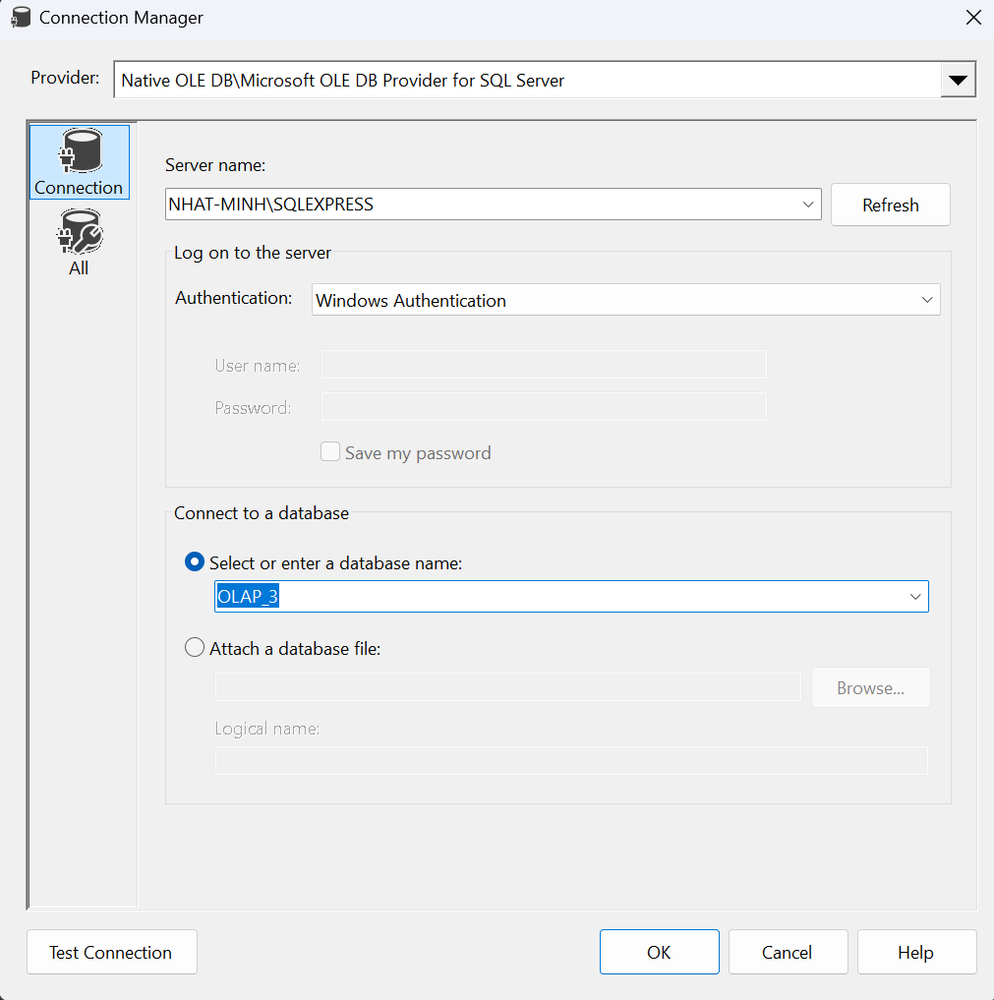 Connection Manager
Provider: Native OLE DB\Microsoft OLE DB Provider for SQL Server
Connection
All
Server name:
NHAT-MINH\SQLEXPRESS
Refresh
Log on to the server
Authentication: Windows Authentication
User name:
Password:
Save my password
Connect to a database
Select or enter a database name:
OLAP_3
Attach a database file:
Browse...
Logical name:
Test Connection OK Cancel Help